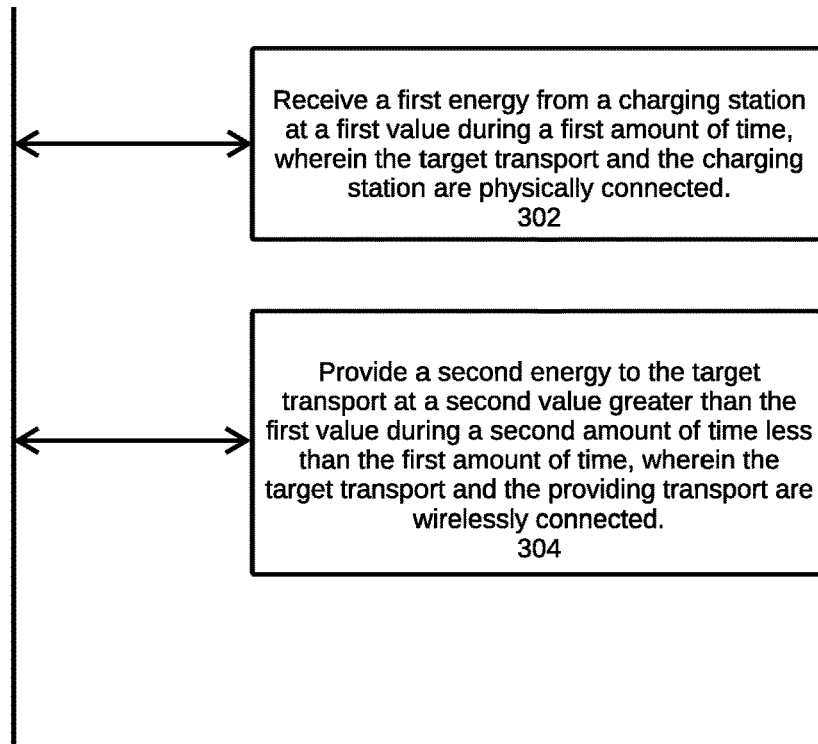 Receive a first energy from a charging station
at a first value during a first amount of time,
wherein the target transport and the charging
station are physically connected.
302
Provide a second energy to the target
transport at a second value greater than the
first value during a second amount of time less
than the first amount of time, wherein the
target transport and the providing transport are
wirelessly connected.
304